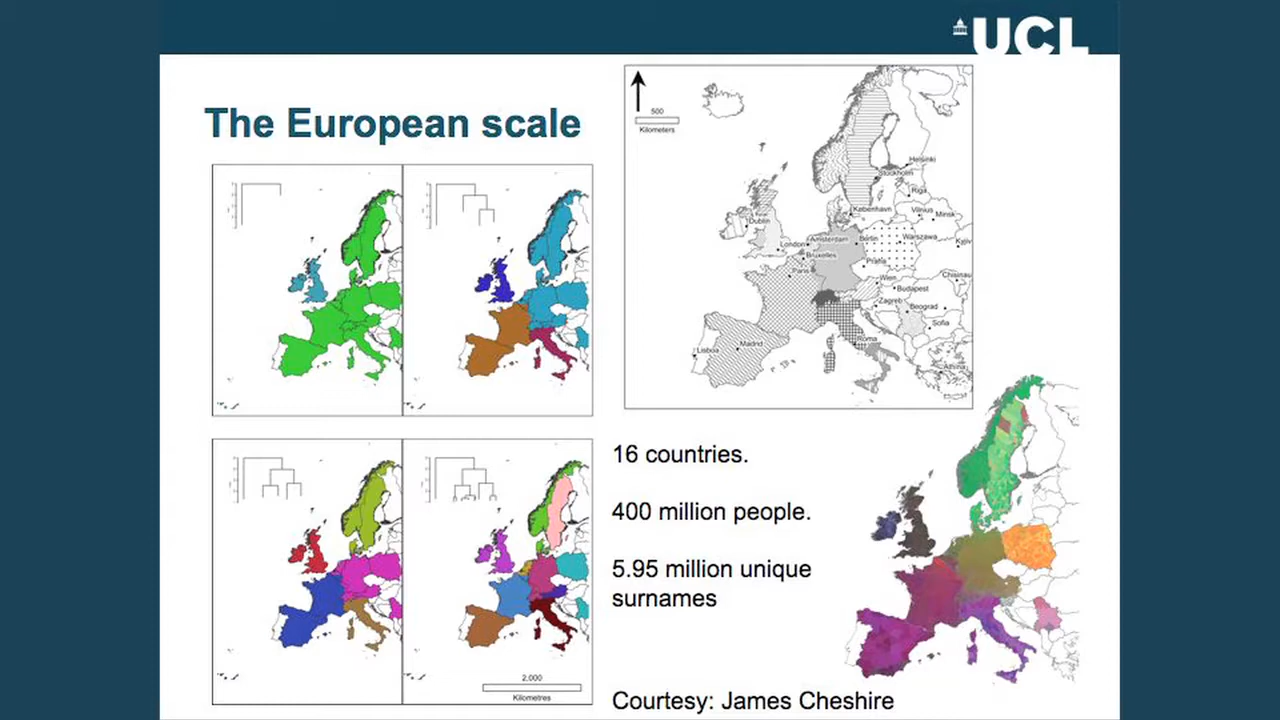 UCL
The European scale
500
Kilometers
Helsinki
Stockholm
Riga
København
Vilnius
Minsk
Dublin
London
Amsterdam
Berlin
Warszawa
Kyiv
Bruxelles
Praha
Paris
Wien
Chisinau
Budapest
Zagreb
Beograd
Sofia
Lisboa
Madrid
Roma
Athina
16 countries.
400 million people.
5.95 million unique
surnames
2,000
Kilometres
Courtesy: James Cheshire